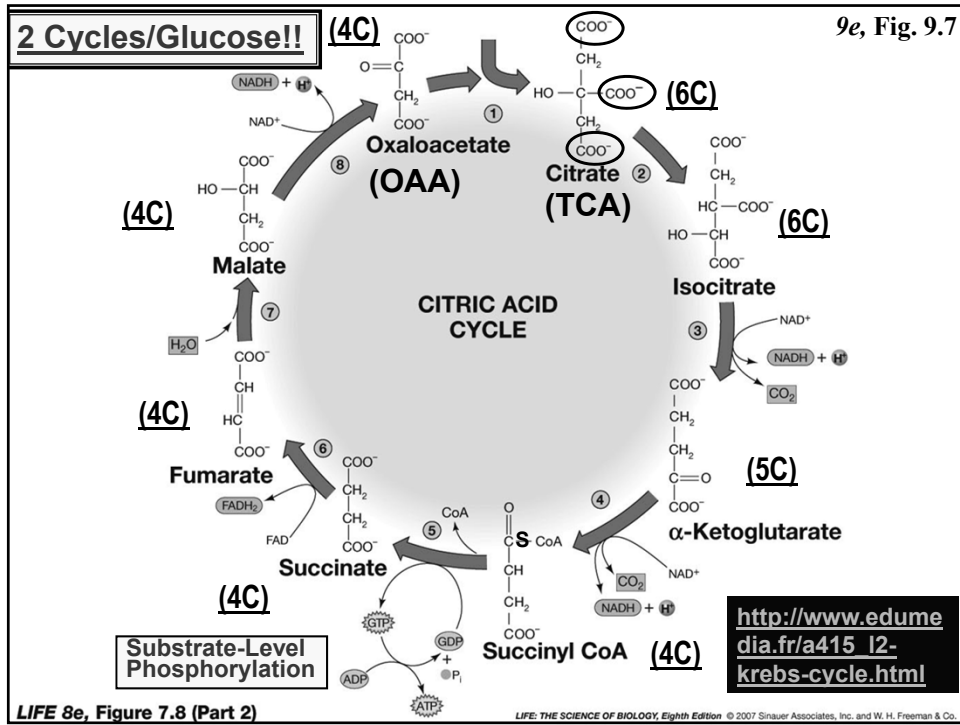 2 Cycles/Glucose!!
9e, Fig. 9.7
(4C)
COO⁻
O=C
CH₂
COO⁻
Oxaloacetate
(OAA)
1
COO⁻
CH₂
HO—C—COO⁻
CH₂
COO⁻
Citrate
(TCA)
(6C)
2
COO⁻
CH₂
HC—COO⁻
HO—CH
COO⁻
Isocitrate
(6C)
3
NAD⁺
NADH + H⁺
CO₂
COO⁻
CH₂
CH₂
C=O
COO⁻
α-Ketoglutarate
(5C)
4
NAD⁺
CO₂
NADH + H⁺
O
C S—CoA
CH
CH₂
COO⁻
Succinyl CoA
(4C)
5
CoA
GTP
GDP
+
Pi
ADP
ATP
Substrate-Level
Phosphorylation
COO⁻
CH₂
CH₂
COO⁻
Succinate
(4C)
6
FADH₂
FAD
COO⁻
CH
HC
COO⁻
Fumarate
(4C)
7
H₂O
COO⁻
HO—CH
CH₂
COO⁻
Malate
(4C)
8
NAD⁺
NADH + H⁺
CITRIC ACID
CYCLE
http://www.edume
dia.fr/a415_l2-
krebs-cycle.html
LIFE 8e, Figure 7.8 (Part 2)
LIFE: THE SCIENCE OF BIOLOGY, Eighth Edition © 2007 Sinauer Associates, Inc. and W. H. Freeman & Co.